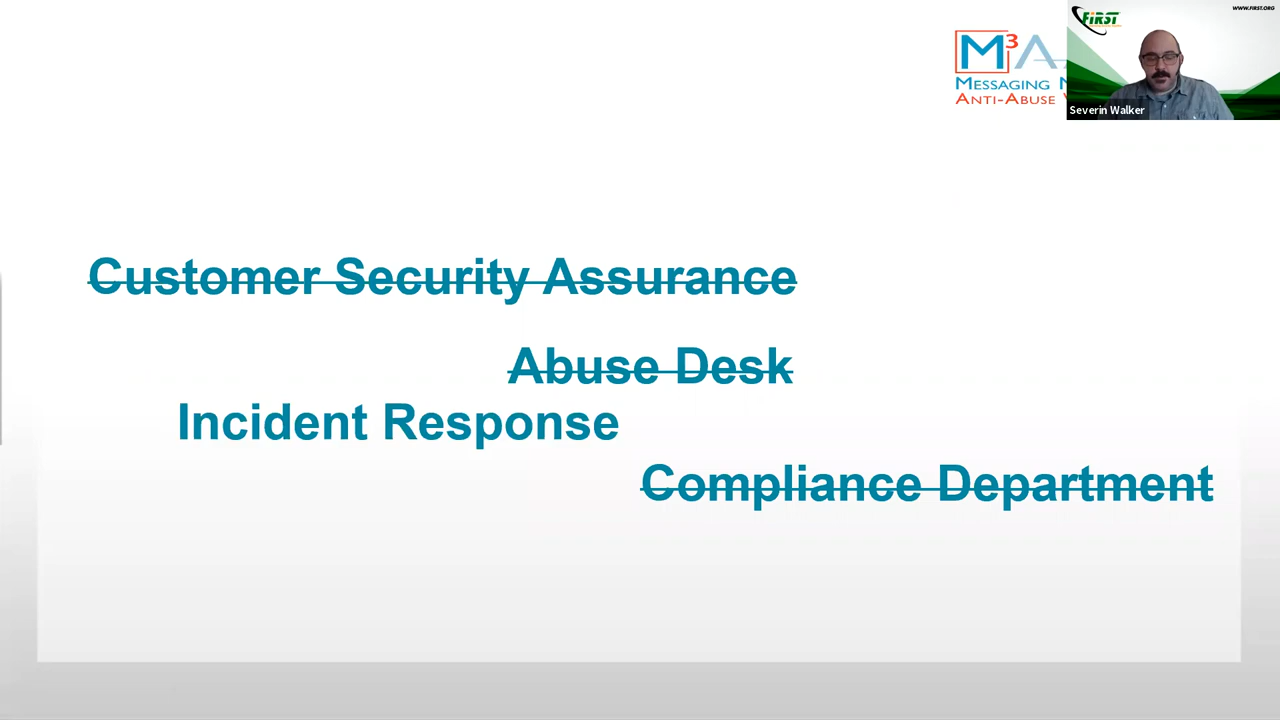 WWW.FIRST.ORG
FIRST
M3A
MESSAGING
ANTI-ABUSE
Severin Walker
Customer Security Assurance
Abuse Desk
Incident Response
Compliance Department